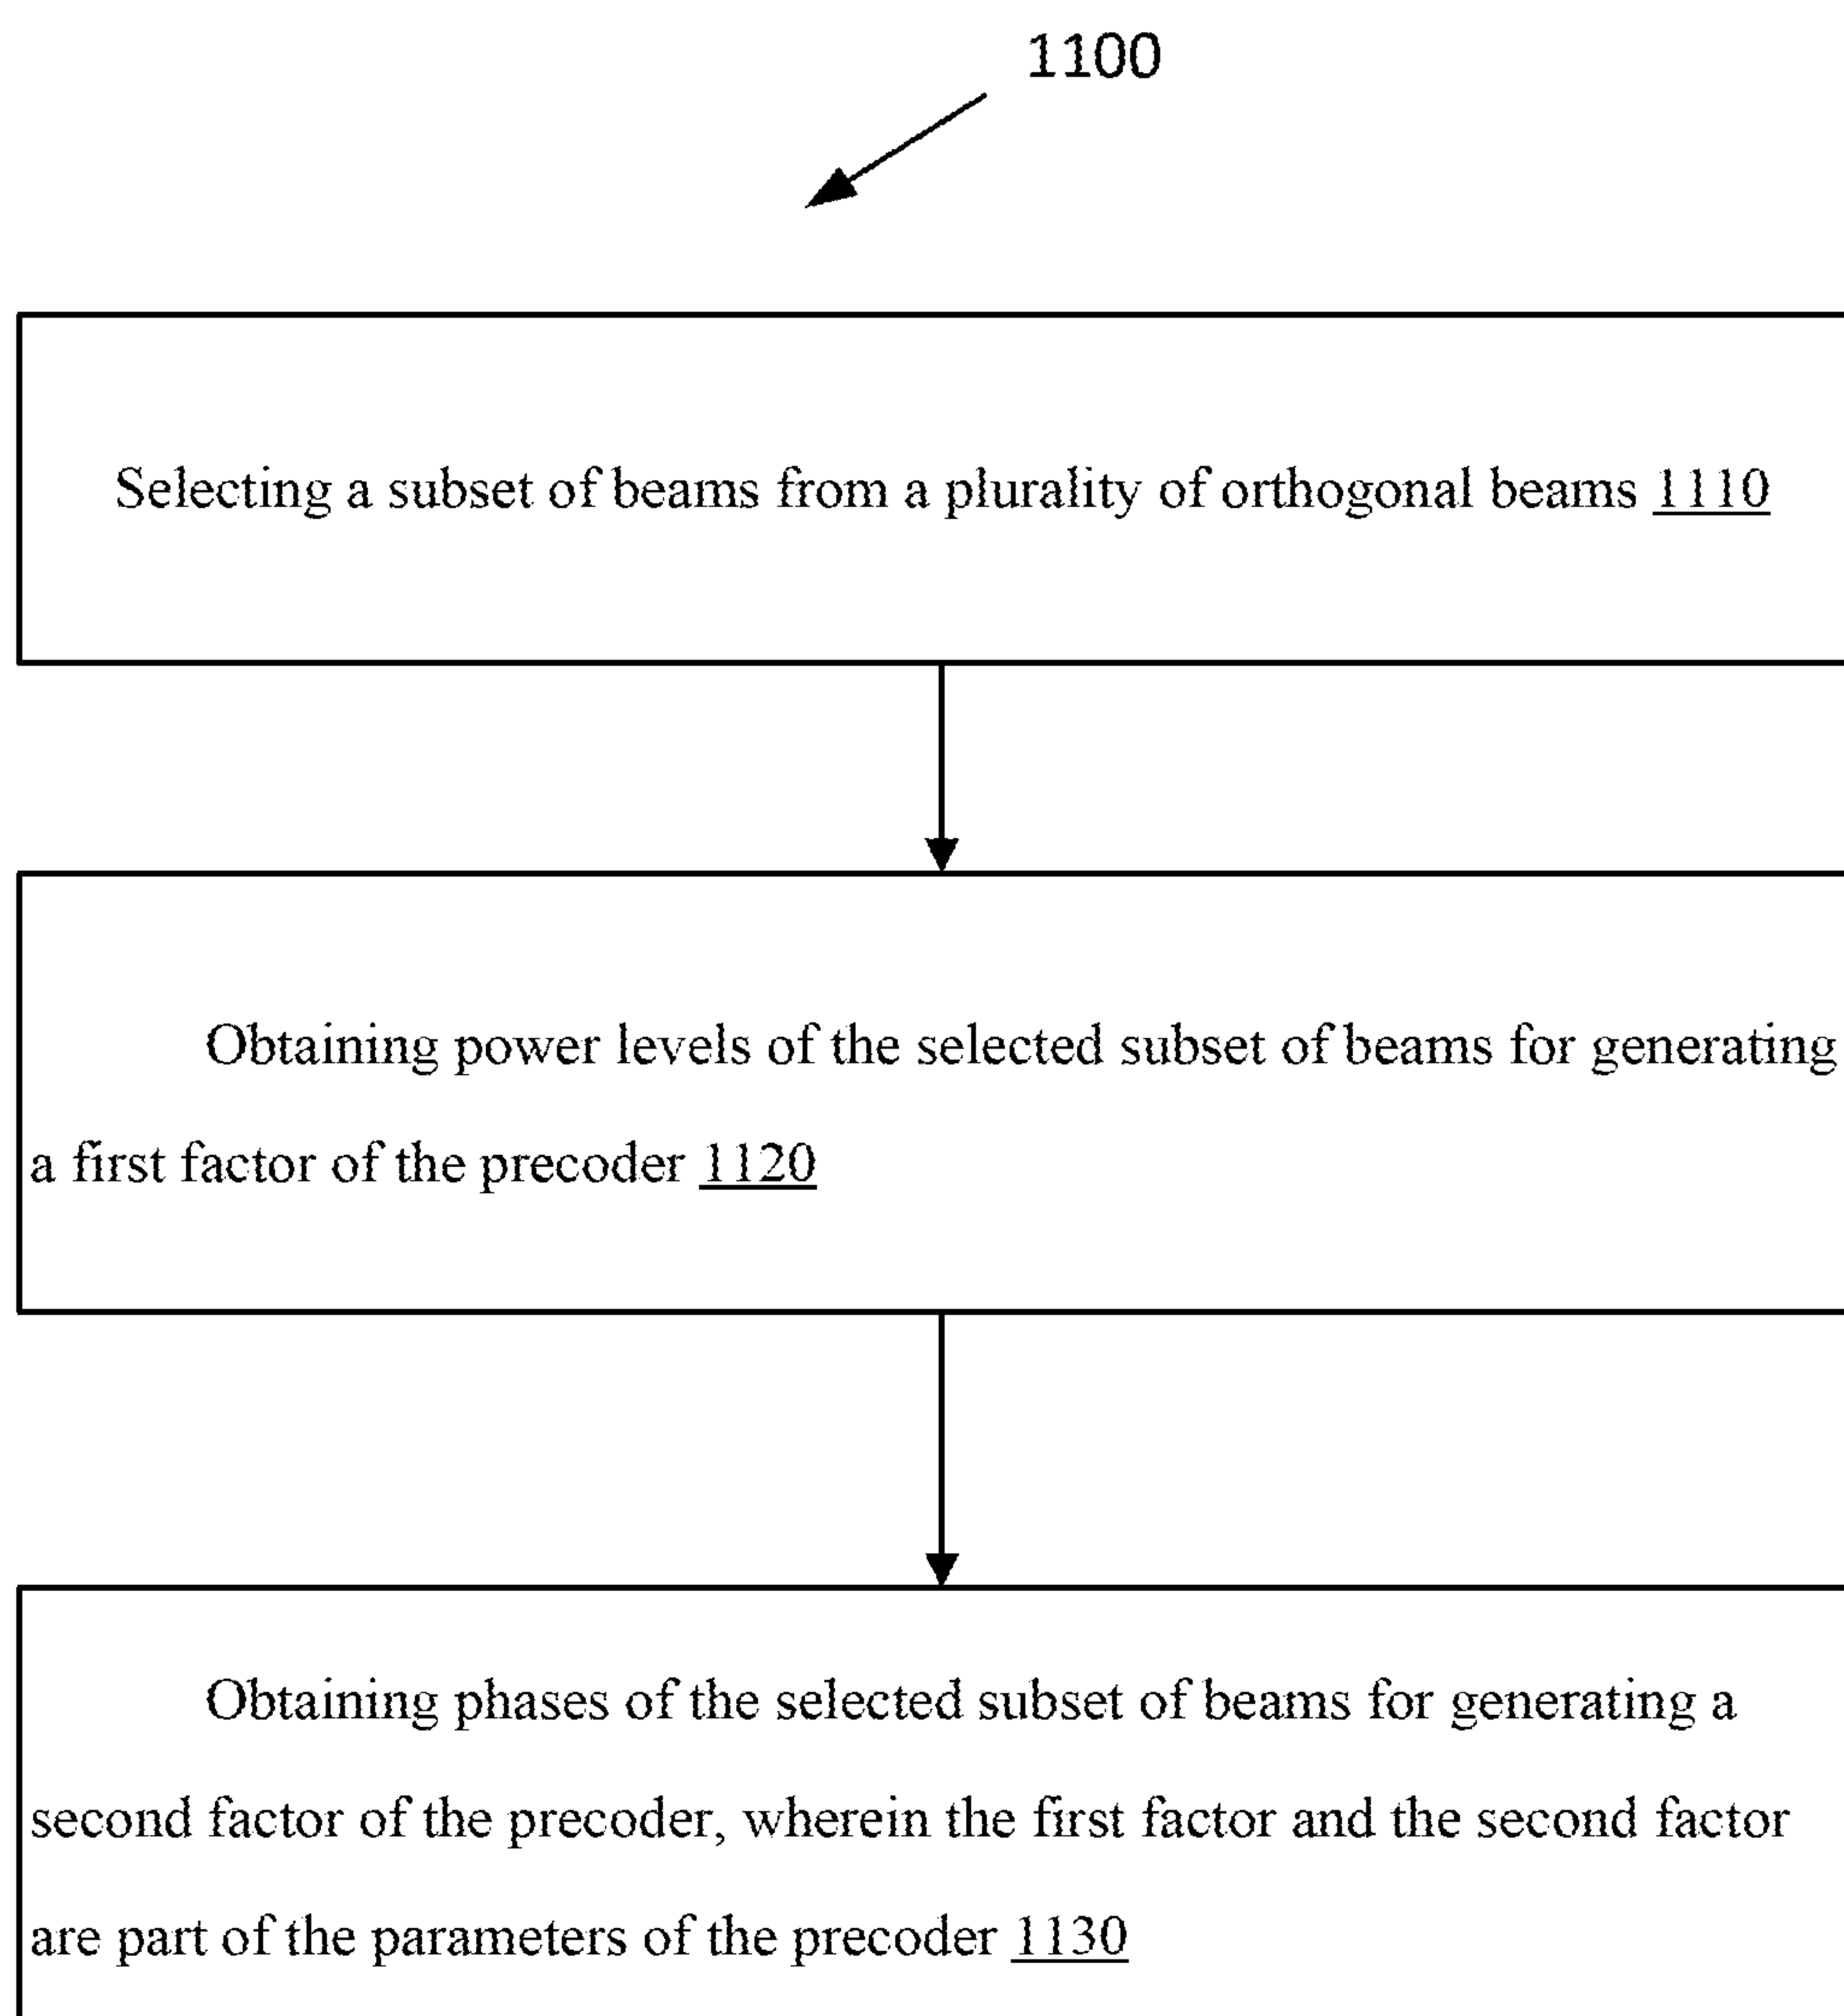 1100
Selecting a subset of beams from a plurality of orthogonal beams 1110
Obtaining power levels of the selected subset of beams for generating
a first factor of the precoder 1120
Obtaining phases of the selected subset of beams for generating a
second factor of the precoder, wherein the first factor and the second factor
are part of the parameters of the precoder 1130